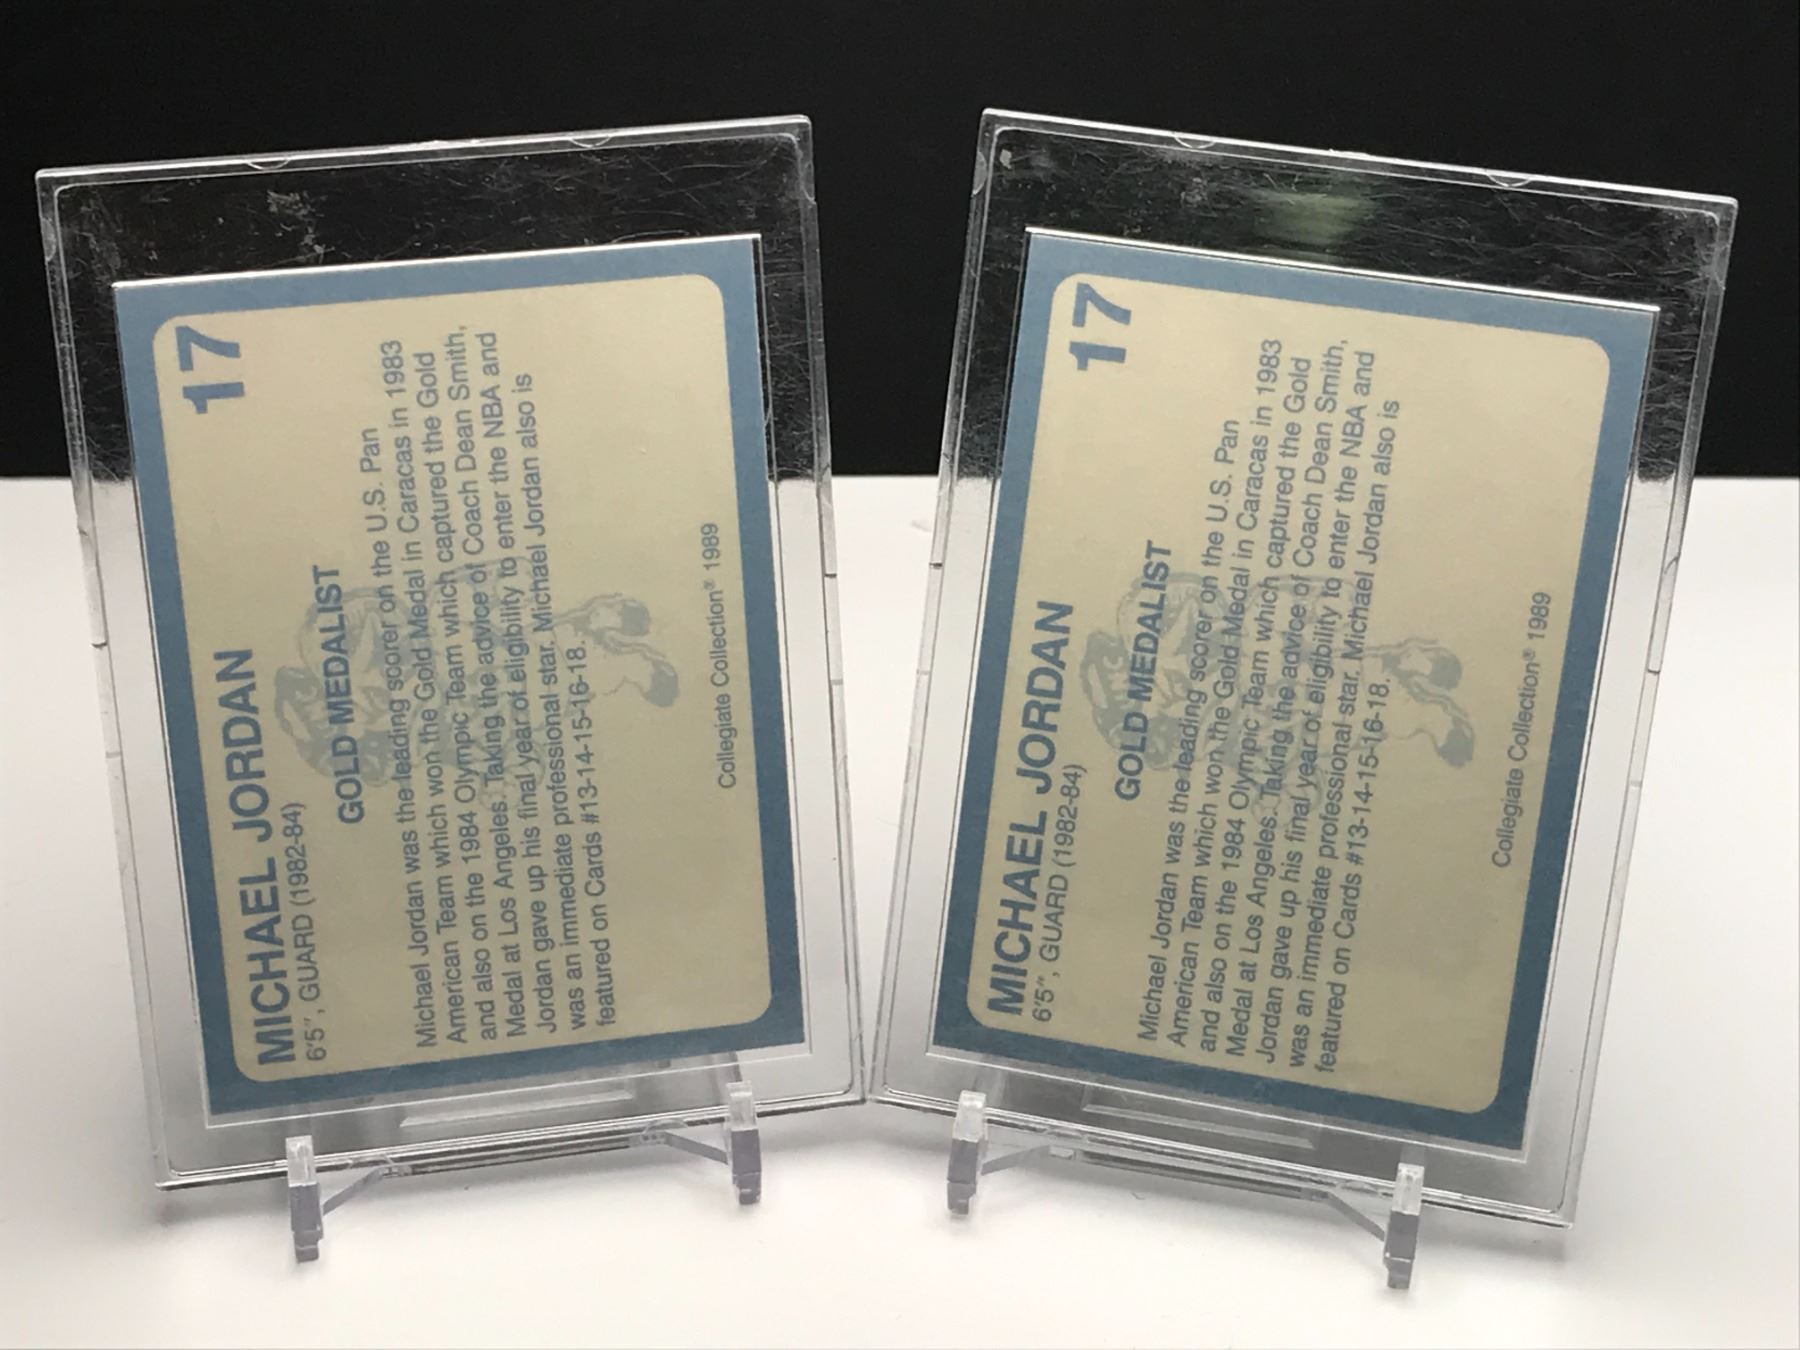 17
MICHAEL JORDAN
6'5", GUARD (1982-84)
GOLD MEDALIST
Michael Jordan was the leading scorer on the U.S. Pan
American Team which won the Gold Medal in Caracas in 1983
and also on the 1984 Olympic Team which captured the Gold
Medal at Los Angeles. Taking the advice of Coach Dean Smith,
Jordan gave up his final year of eligibility to enter the NBA and
was an immediate professional star. Michael Jordan also is
featured on Cards #13-14-15-16-18.
Collegiate Collection® 1989
17
MICHAEL JORDAN
6'5", GUARD (1982-84)
GOLD MEDALIST
Michael Jordan was the leading scorer on the U.S. Pan
American Team which won the Gold Medal in Caracas in 1983
and also on the 1984 Olympic Team which captured the Gold
Medal at Los Angeles. Taking the advice of Coach Dean Smith,
Jordan gave up his final year of eligibility to enter the NBA and
was an immediate professional star. Michael Jordan also is
featured on Cards #13-14-15-16-18.
Collegiate Collection® 1989